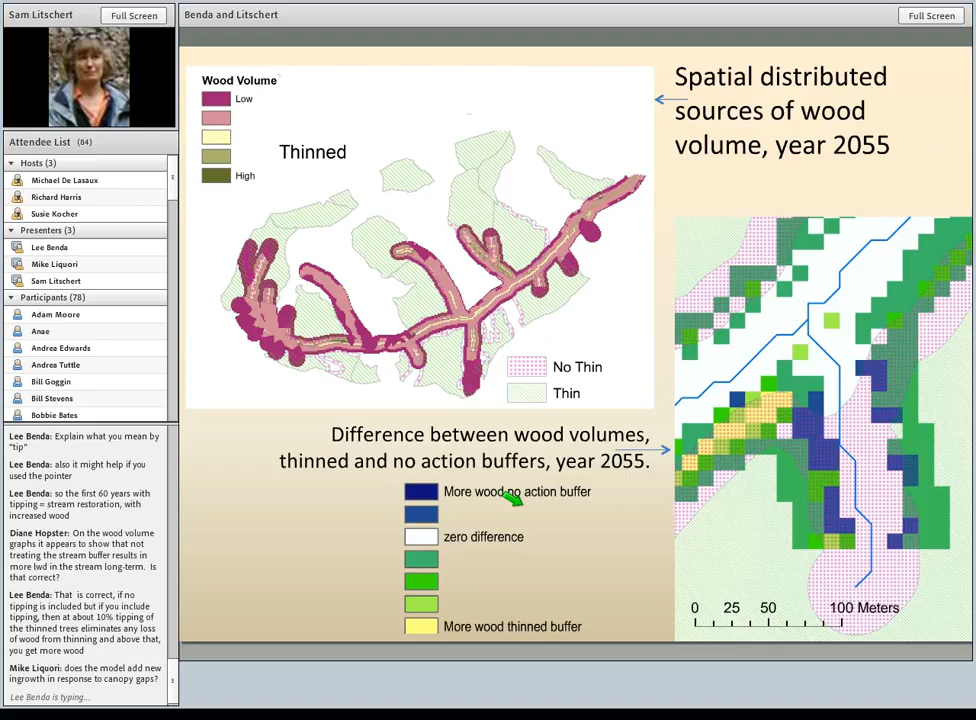 Sam Litschert
Full Screen
Attendee List (84)
Hosts (3)
Michael De Lasaux
Richard Harris
Susie Kocher
Presenters (3)
Lee Benda
Mike Liquori
Sam Litschert
Participants (78)
Adam Moore
Anae
Andrea Edwards
Andrea Tuttle
Bill Goggin
Bill Stevens
Bobbie Bates
Lee Benda: Explain what you mean by
"tip"
Lee Benda: also it might help if you
used the pointer
Lee Benda: so the first 60 years with
tipping = stream restoration, with
increased wood
Diane Hopster: On the wood volume
graphs it appears to show that not
treating the stream buffer results in
more lwd in the stream long-term. Is
that correct?
Lee Benda: That is correct, if no
tipping is included but if you include
tipping, then at about 10% tipping of
the thinned trees eliminates any loss
of wood from thinning and above that,
you get more wood
Mike Liquori: does the model add new
ingrowth in response to canopy gaps?
Lee Benda is typing...
Benda and Litschert
Full Screen
Wood Volume
Low
High
Thinned
No Thin
Thin
Spatial distributed
sources of wood
volume, year 2055
Difference between wood volumes,
thinned and no action buffers, year 2055.
More wood no action buffer
zero difference
More wood thinned buffer
0 25 50 100 Meters